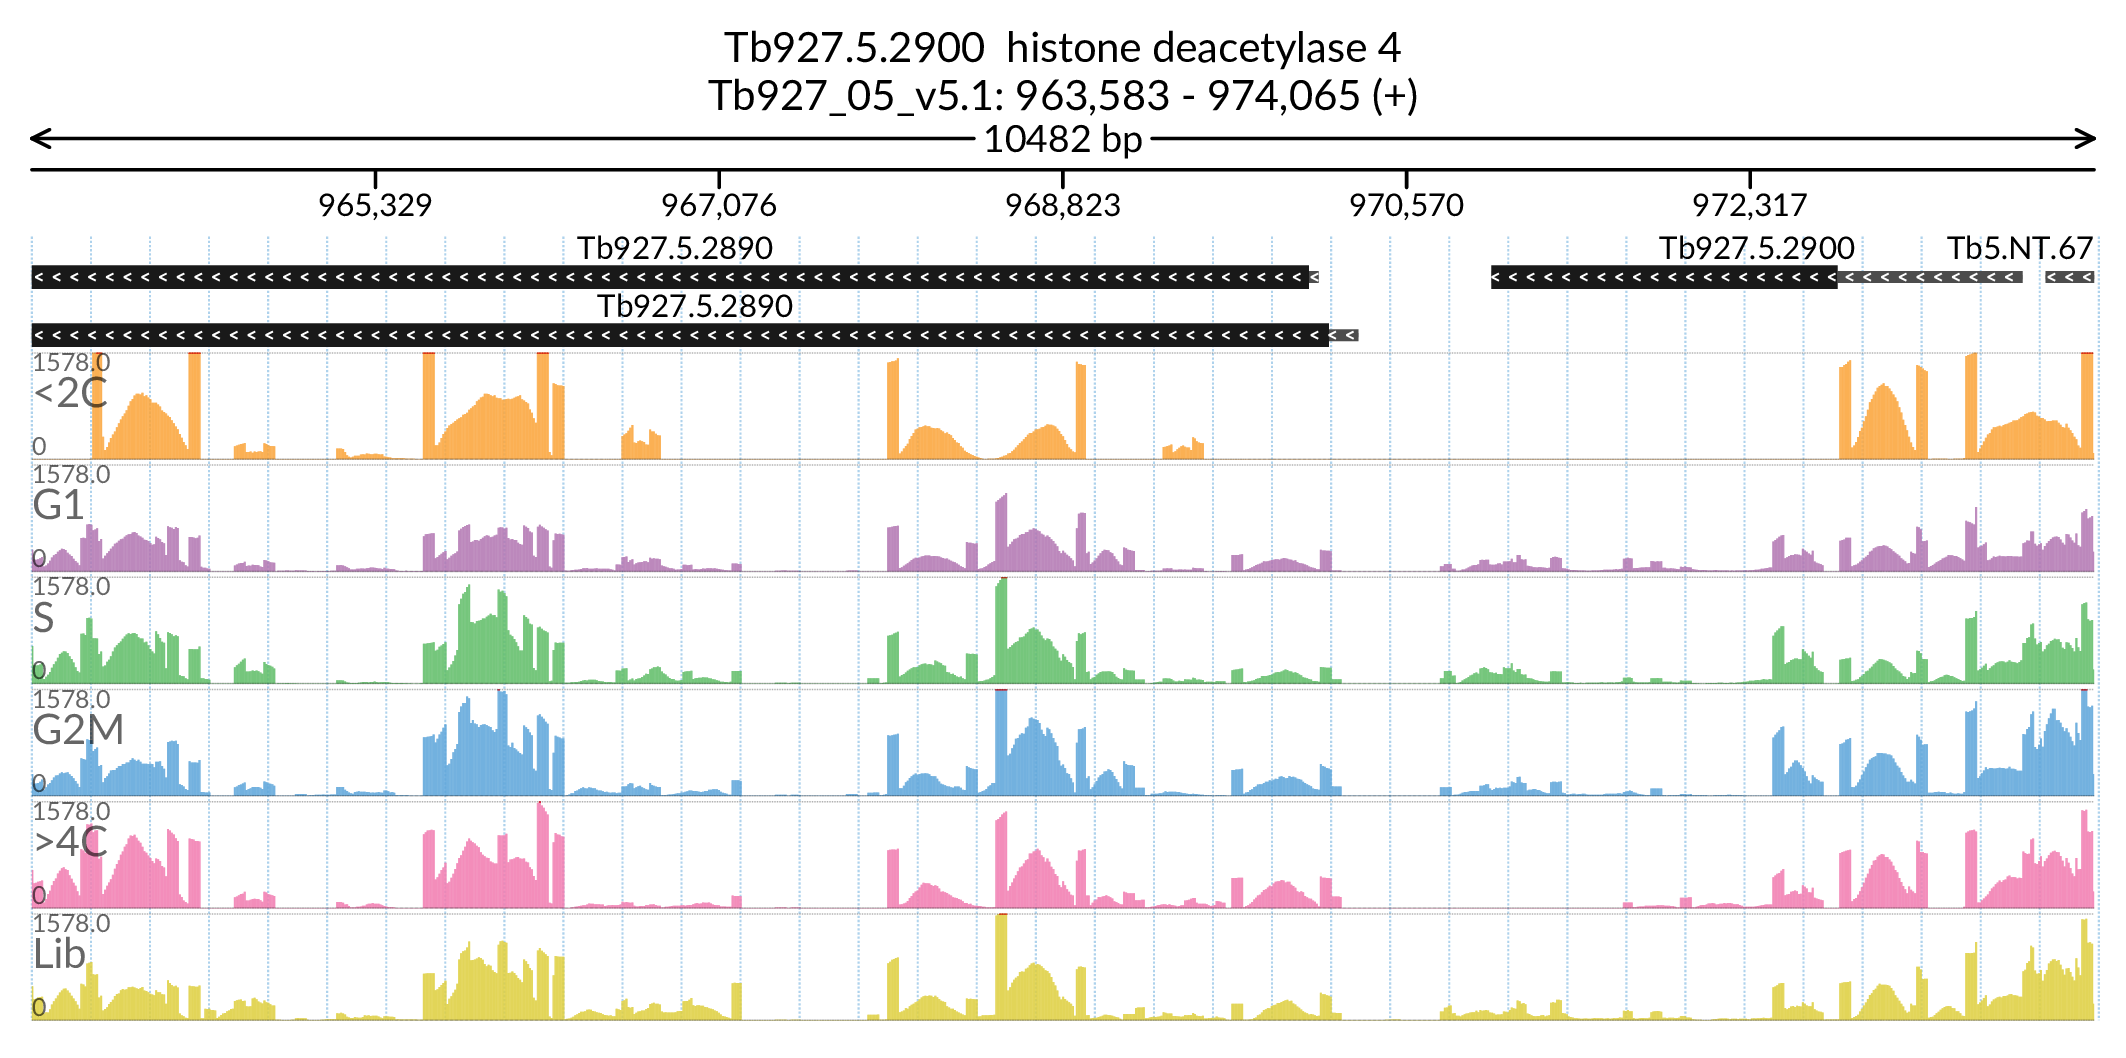 Tb927.5.2900  histone deacetylase 4
Tb927_05_v5.1: 963,583 - 974,065 (+)
10482 bp
965,329 967,076 968,823 970,570 972,317
Tb927.5.2890 Tb927.5.2900 Tb5.NT.67
Tb927.5.2890
1578.0
<2C
0
1578.0
G1
0
1578.0
S
0
1578.0
G2M
0
1578.0
>4C
0
1578.0
Lib
0